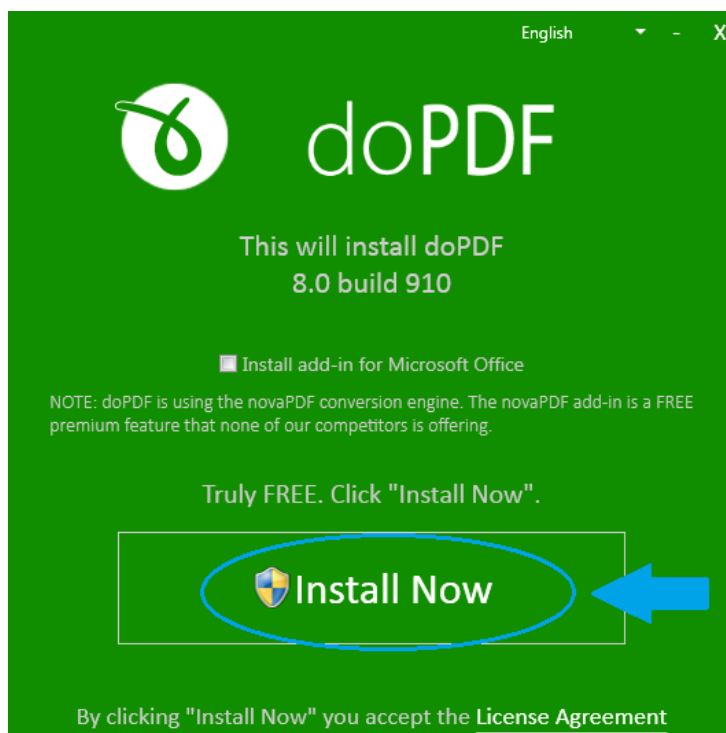 English - X
doPDF
This will install doPDF
8.0 build 910
Install add-in for Microsoft Office
NOTE: doPDF is using the novaPDF conversion engine. The novaPDF add-in is a FREE
premium feature that none of our competitors is offering.
Truly FREE. Click "Install Now".
Install Now
By clicking "Install Now" you accept the License Agreement